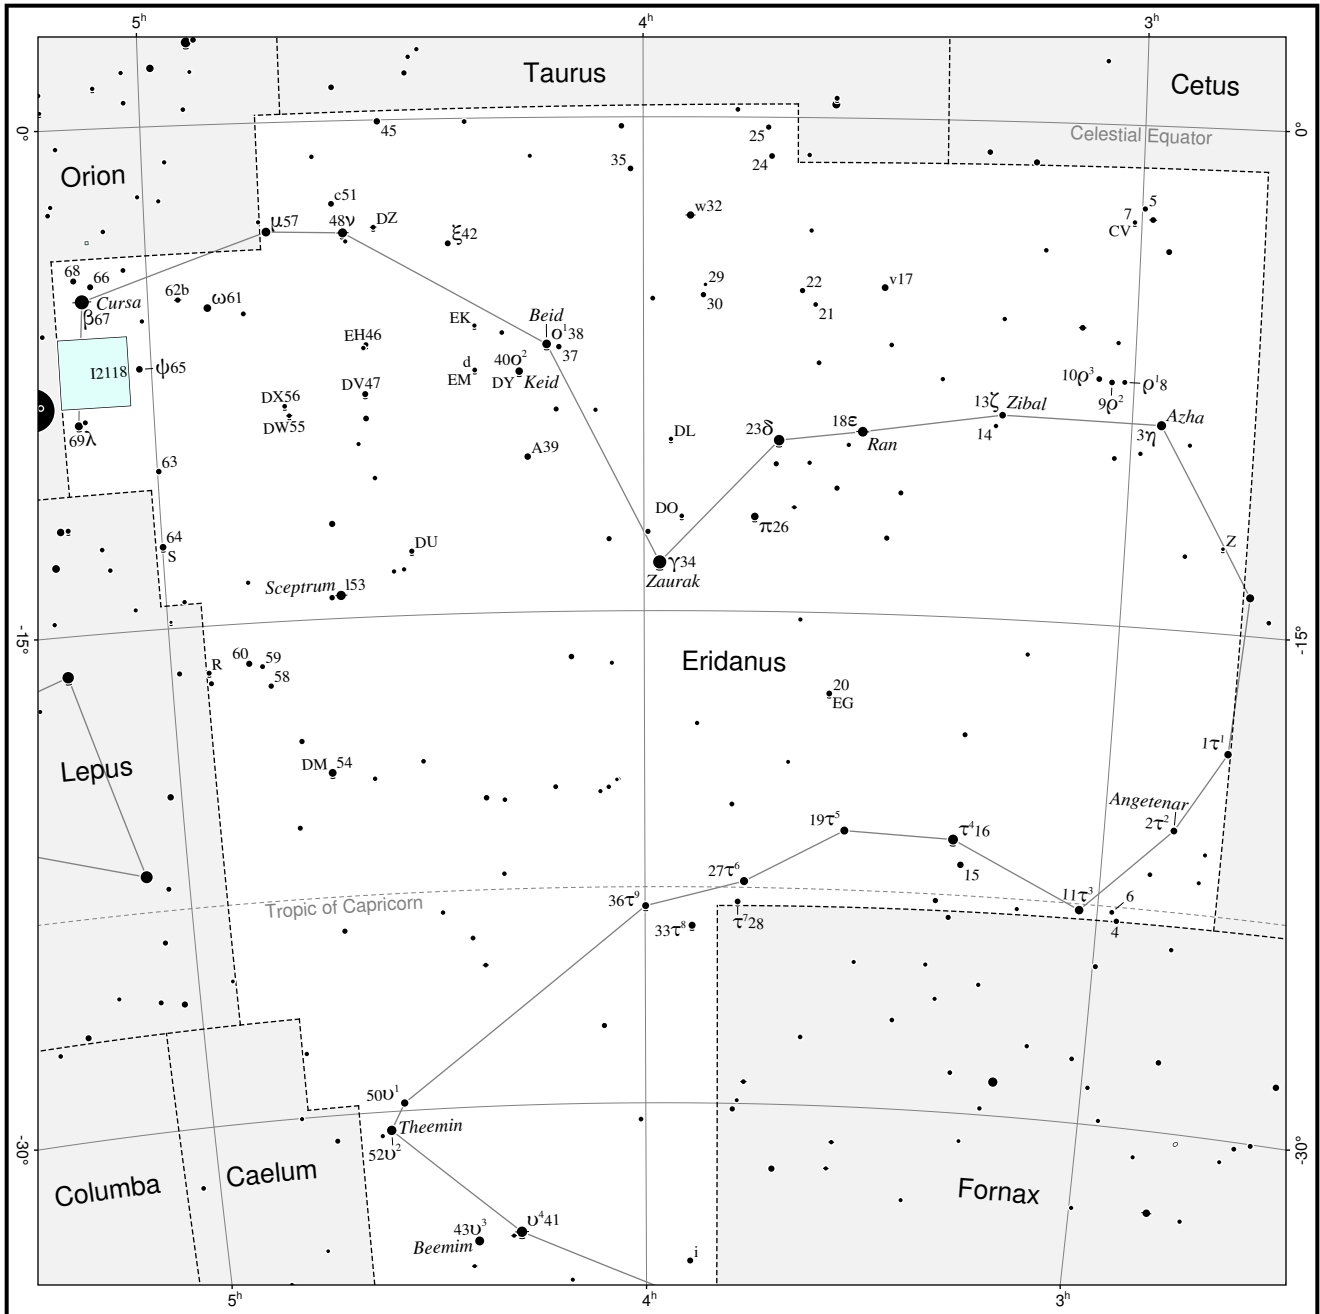 5h 4h 3h
Taurus
Cetus
0° 0°
Celestial Equator
45
25
35
24
Orion
c51
μ57 48ν DZ
ξ42
w32
5
7
CV
68 66
Cursa
β67
62b ω61
29
30
22
21
v17
EK
Beid
ο¹38
37
EH46
I2118
ψ65
d
EM
40ο²
DY Keid
DV47
DX56
DW55
10ρ³ ρ¹8
9ρ²
69λ
13ζ Zibal
14
Azha
3η
23δ 18ε
Ran
DL
A39
63
DO
π26
64
S
DU
Z
γ34
Zaurak
Sceptrum l53
-15° -15°
60 59
R
58
Eridanus
20
EG
1τ¹
Lepus
DM 54
Angetenar
2τ²
19τ⁵ τ⁴16
15
27τ⁶
36τ⁹
11τ³ 6
4
Tropic of Capricorn
33τ⁸ τ⁷28
50υ¹
Theemin
52υ²
-30° -30°
Columba
Caelum
Fornax
43υ³ υ⁴41
Beemim
i
5h 4h 3h